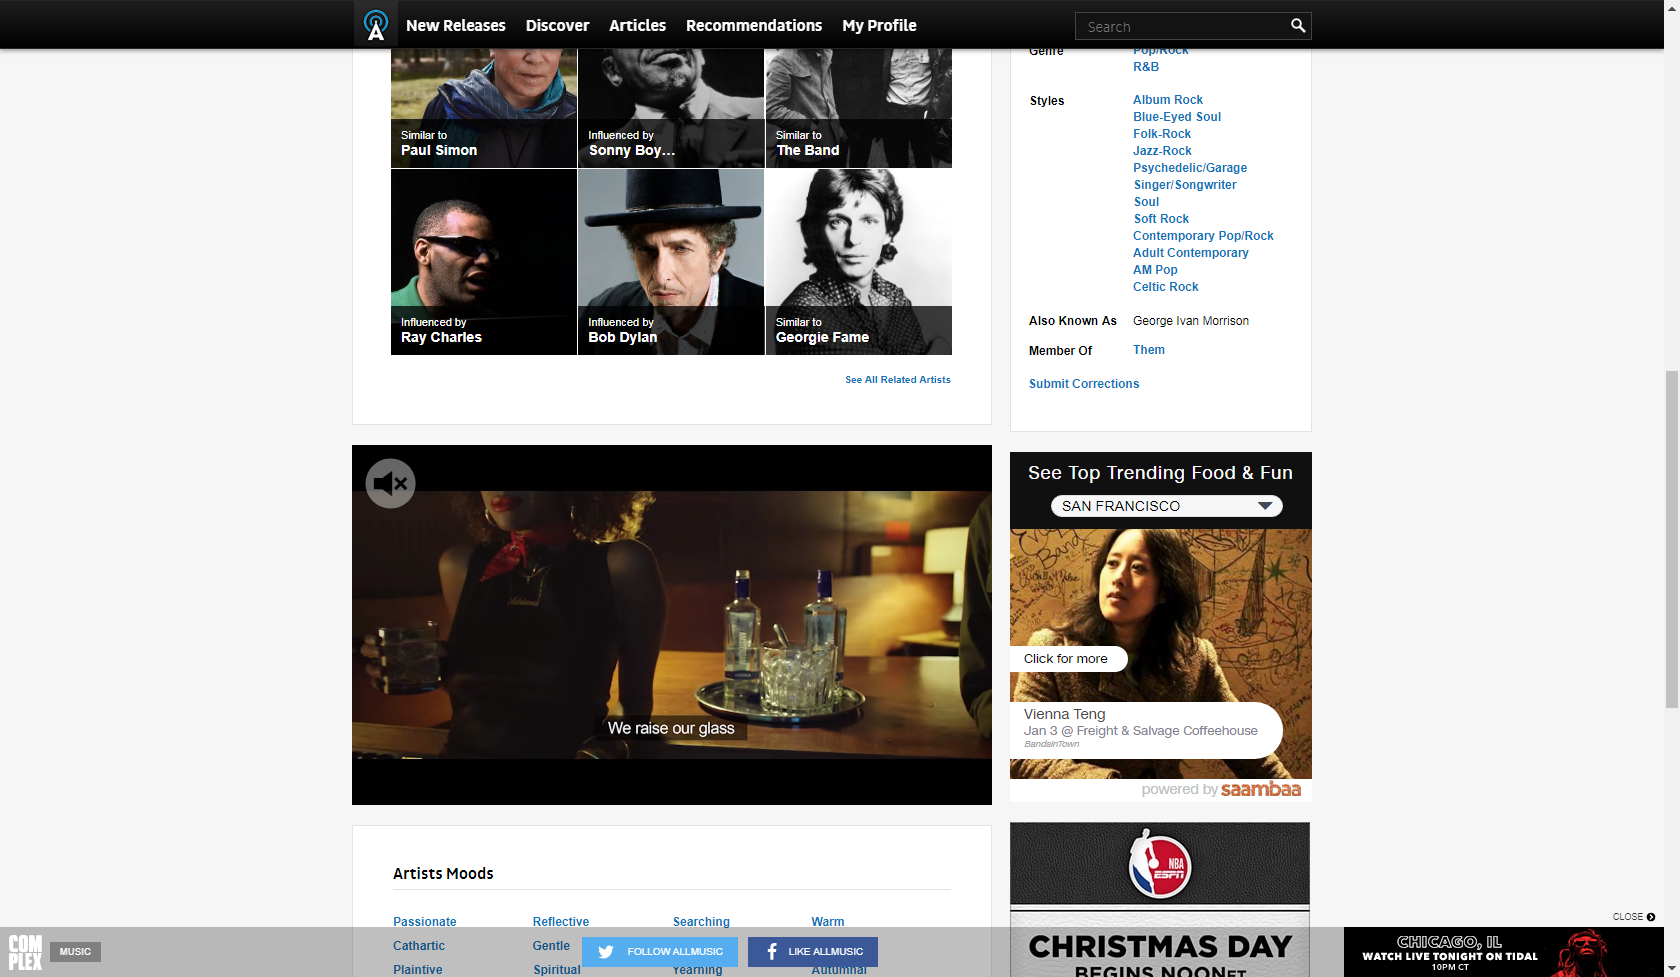 New Releases Discover Articles Recommendations My Profile Search
Similar to
Paul Simon
Influenced by
Sonny Boy...
Similar to
The Band
Influenced by
Ray Charles
Influenced by
Bob Dylan
Similar to
Georgie Fame
See All Related Artists
Genre Pop/Rock
R&B
Styles Album Rock
Blue-Eyed Soul
Folk-Rock
Jazz-Rock
Psychedelic/Garage
Singer/Songwriter
Soul
Soft Rock
Contemporary Pop/Rock
Adult Contemporary
AM Pop
Celtic Rock
Also Known As George Ivan Morrison
Member Of Them
Submit Corrections
We raise our glass
See Top Trending Food & Fun
SAN FRANCISCO
Click for more
Vienna Teng
Jan 3 @ Freight & Salvage Coffeehouse
BandsInTown
powered by saambaa
Artists Moods
Passionate Reflective Searching Warm
Cathartic Gentle
Plaintive Spiritual Yearning Autumnal
NBA
ESPN
CHRISTMAS DAY
BEGINS NOON ET
COM
PLEX
MUSIC
FOLLOW ALLMUSIC
LIKE ALLMUSIC
CLOSE
CHICAGO, IL
WATCH LIVE TONIGHT ON TIDAL
10PM CT